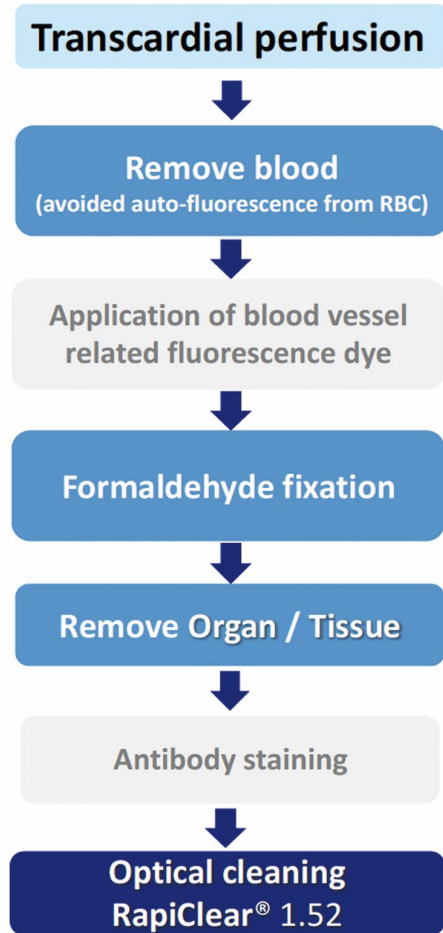 Transcardial perfusion
Remove blood
(avoided auto-fluorescence from RBC)
Application of blood vessel
related fluorescence dye
Formaldehyde fixation
Remove Organ / Tissue
Antibody staining
Optical cleaning
RapiClear® 1.52